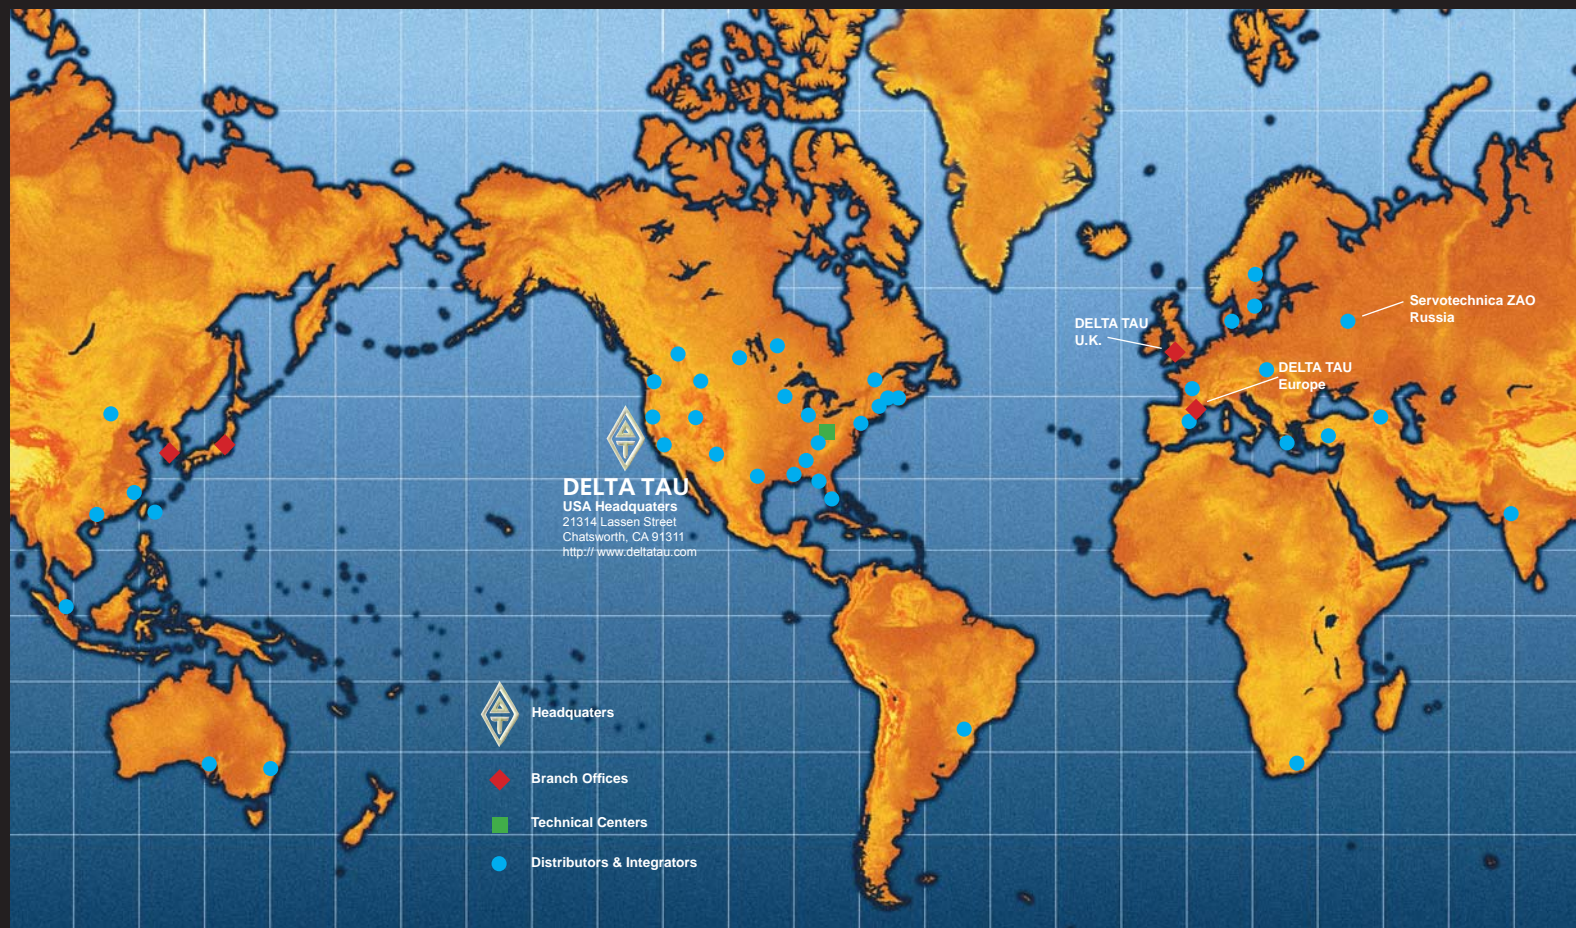 Servotechnica ZAO
Russia
DELTA TAU
U.K.
DELTA TAU
Europe
DELTA TAU
USA Headquaters
21314 Lassen Street
Chatsworth, CA 91311
http:// www.deltatau.com
Headquaters
Branch Offices
Technical Centers
Distributors & Integrators